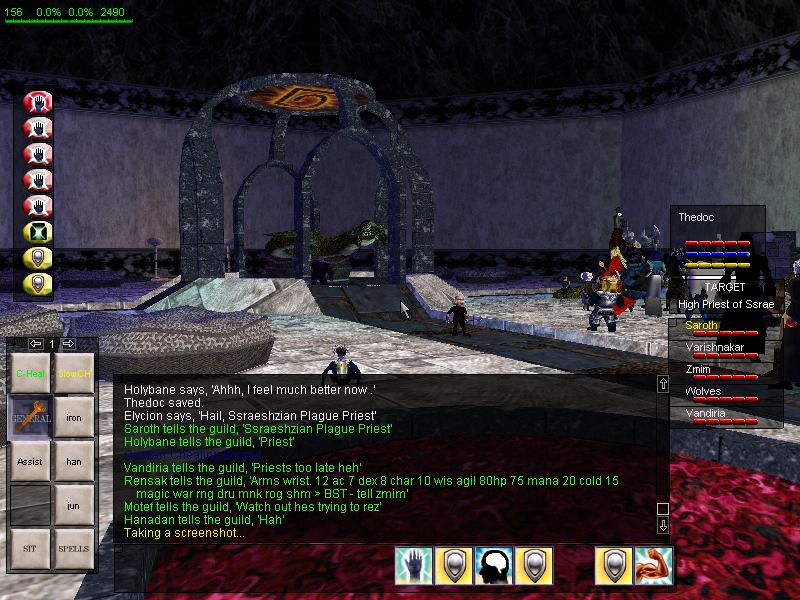 156 0.0% 0.0% 2490
Thedoc
TARGET
High Priest of Ssrae
Saroth
Varishnakar
Zmim
Wolves
Vandiria
1
C-Heal
SlowCH
GENERAL
iron
Assist
han
jun
SIT
SPELLS
Holybane says, 'Ahhh, I feel much better now .'
Thedoc saved.
Elycion says, 'Hail, Ssraeshzian Plague Priest'
Saroth tells the guild, 'Ssraeshzian Plague Priest'
Holybane tells the guild, 'Priest'
Vandiria tells the guild, 'Priests too late heh'
Rensak tells the guild, 'Arms wrist. 12 ac 7 dex 8 char 10 wis agil 80hp 75 mana 20 cold 15
magic war rng dru mnk rog shm > BST - tell zmim'
Motef tells the guild, 'Watch out hes trying to rez'
Hanadan tells the guild, 'Hah'
Taking a screenshot...